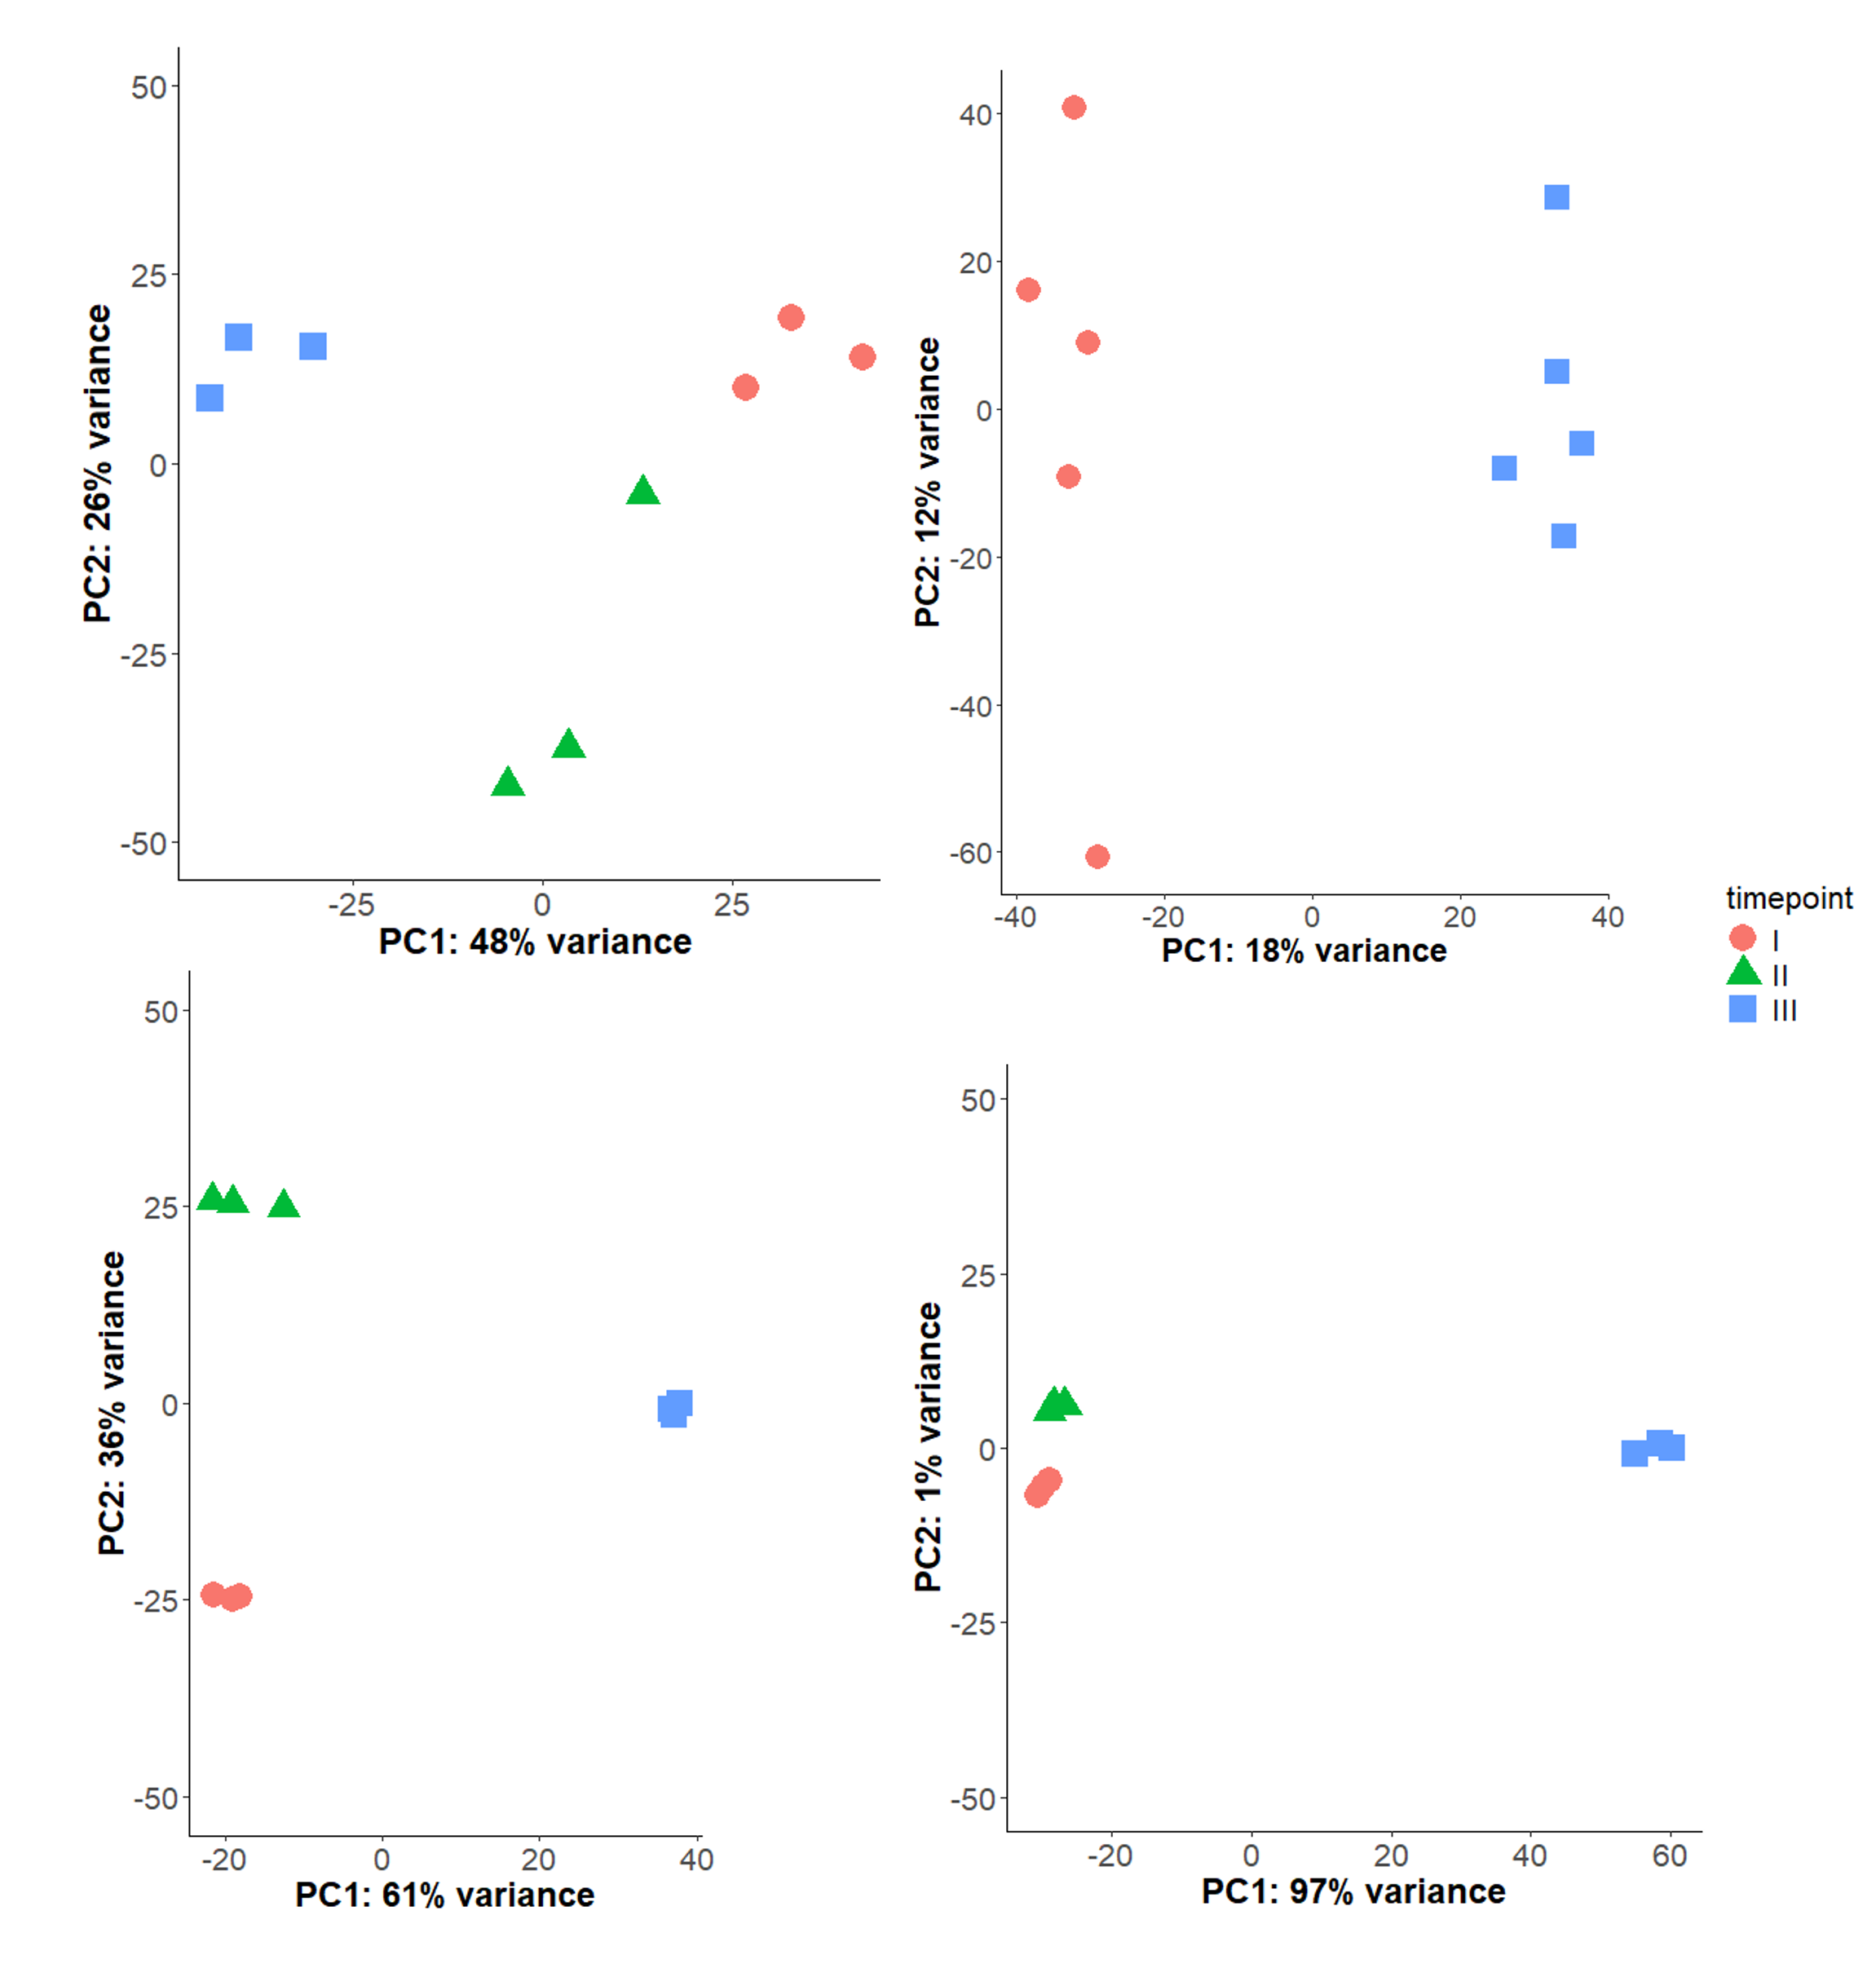 50
25
0
-25
-50
PC2: 26% variance
-25 0 25
PC1: 48% variance
40
20
0
-20
-40
-60
PC2: 12% variance
-40 -20 0 20 40
PC1: 18% variance
timepoint
I
II
III
50
25
0
-25
-50
PC2: 36% variance
-20 0 20 40
PC1: 61% variance
50
25
0
-25
-50
PC2: 1% variance
-20 0 20 40 60
PC1: 97% variance